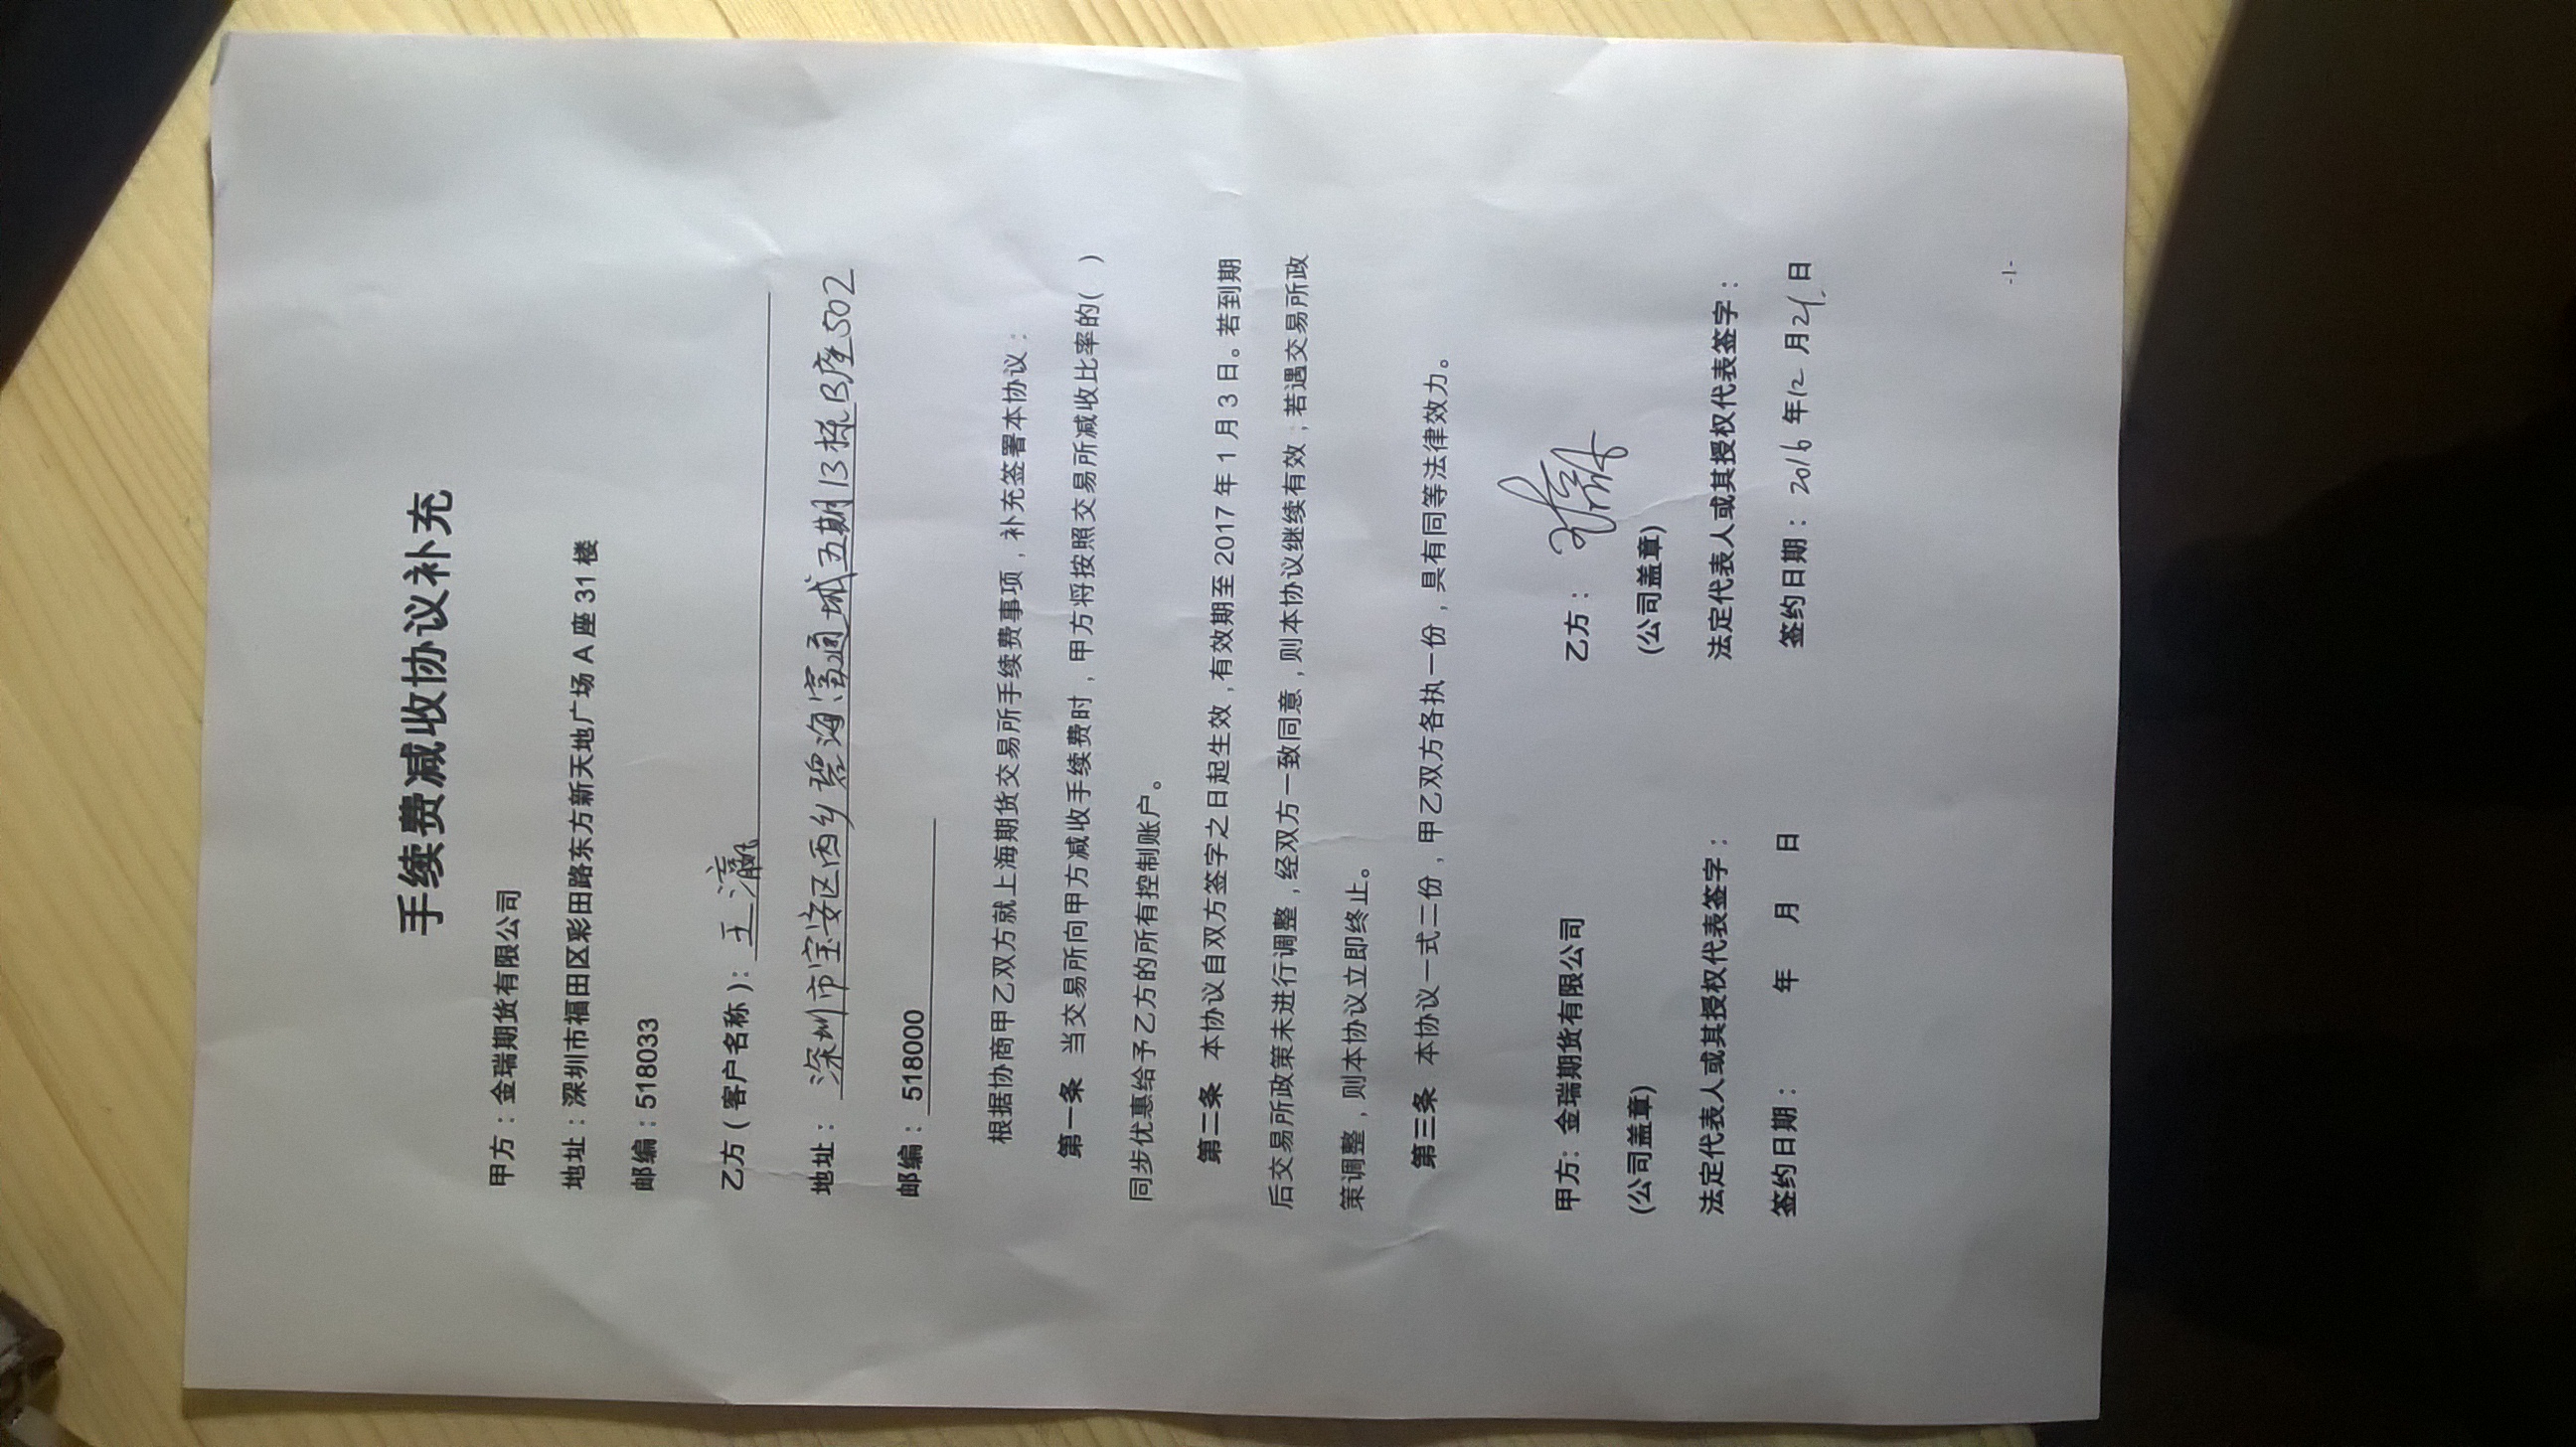 手续费减收协议补充
甲方：金瑞期货有限公司
地址：深圳市福田区彩田路东方新天地广场 A 座 31 楼
邮编：518033
乙方（客户名称）：王瀛
地址：深圳市宝安区西乡碧海富通城五期13栋B座502
邮编：518000
根据协商甲乙双方就上海期货交易所手续费事项，补充签署本协议：
第一条 当交易所向甲方减收手续费时，甲方将按照交易所减收比率的( )
同步优惠给予乙方的所有控制账户。
第二条 本协议自双方签字之日起生效，有效期至 2017 年 1 月 3 日。若到期
后交易所政策未进行调整，经双方一致同意，则本协议继续有效；若遇交易所政
策调整，则本协议立即终止。
第三条 本协议一式二份，甲乙双方各执一份，具有同等法律效力。
甲方：金瑞期货有限公司 乙方：
(公司盖章) (公司盖章)
法定代表人或其授权代表签字： 法定代表人或其授权代表签字：
签约日期： 年 月 日 签约日期：2016 年 12 月 21 日
-1-